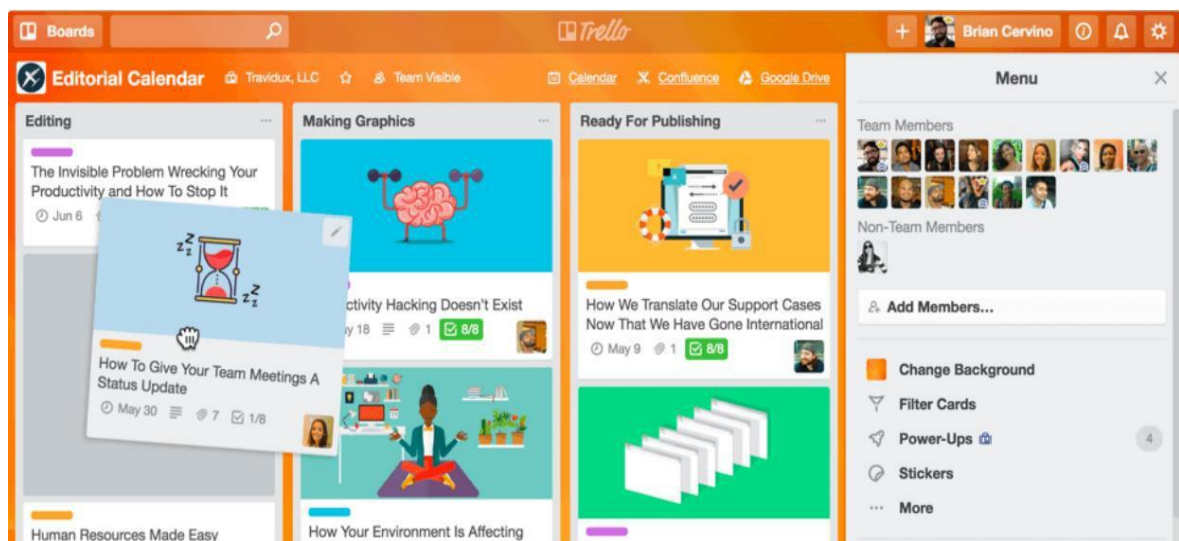 Boards
Trello
Brian Cervino
Editorial Calendar
Travidux, LLC
Team Visible
Calendar
Confluence
Google Drive
Editing
The Invisible Problem Wrecking Your
Productivity and How To Stop It
Jun 6
zz
zz
zz
How To Give Your Team Meetings A
Status Update
May 30
7
1/8
Human Resources Made Easy
Making Graphics
Hacking Doesn't Exist
18
1
8/8
How Your Environment Is Affecting
Ready For Publishing
How We Translate Our Support Cases
Now That We Have Gone International
May 9
1
8/8
Menu
Team Members
Non-Team Members
Add Members...
Change Background
Filter Cards
Power-Ups
4
Stickers
More